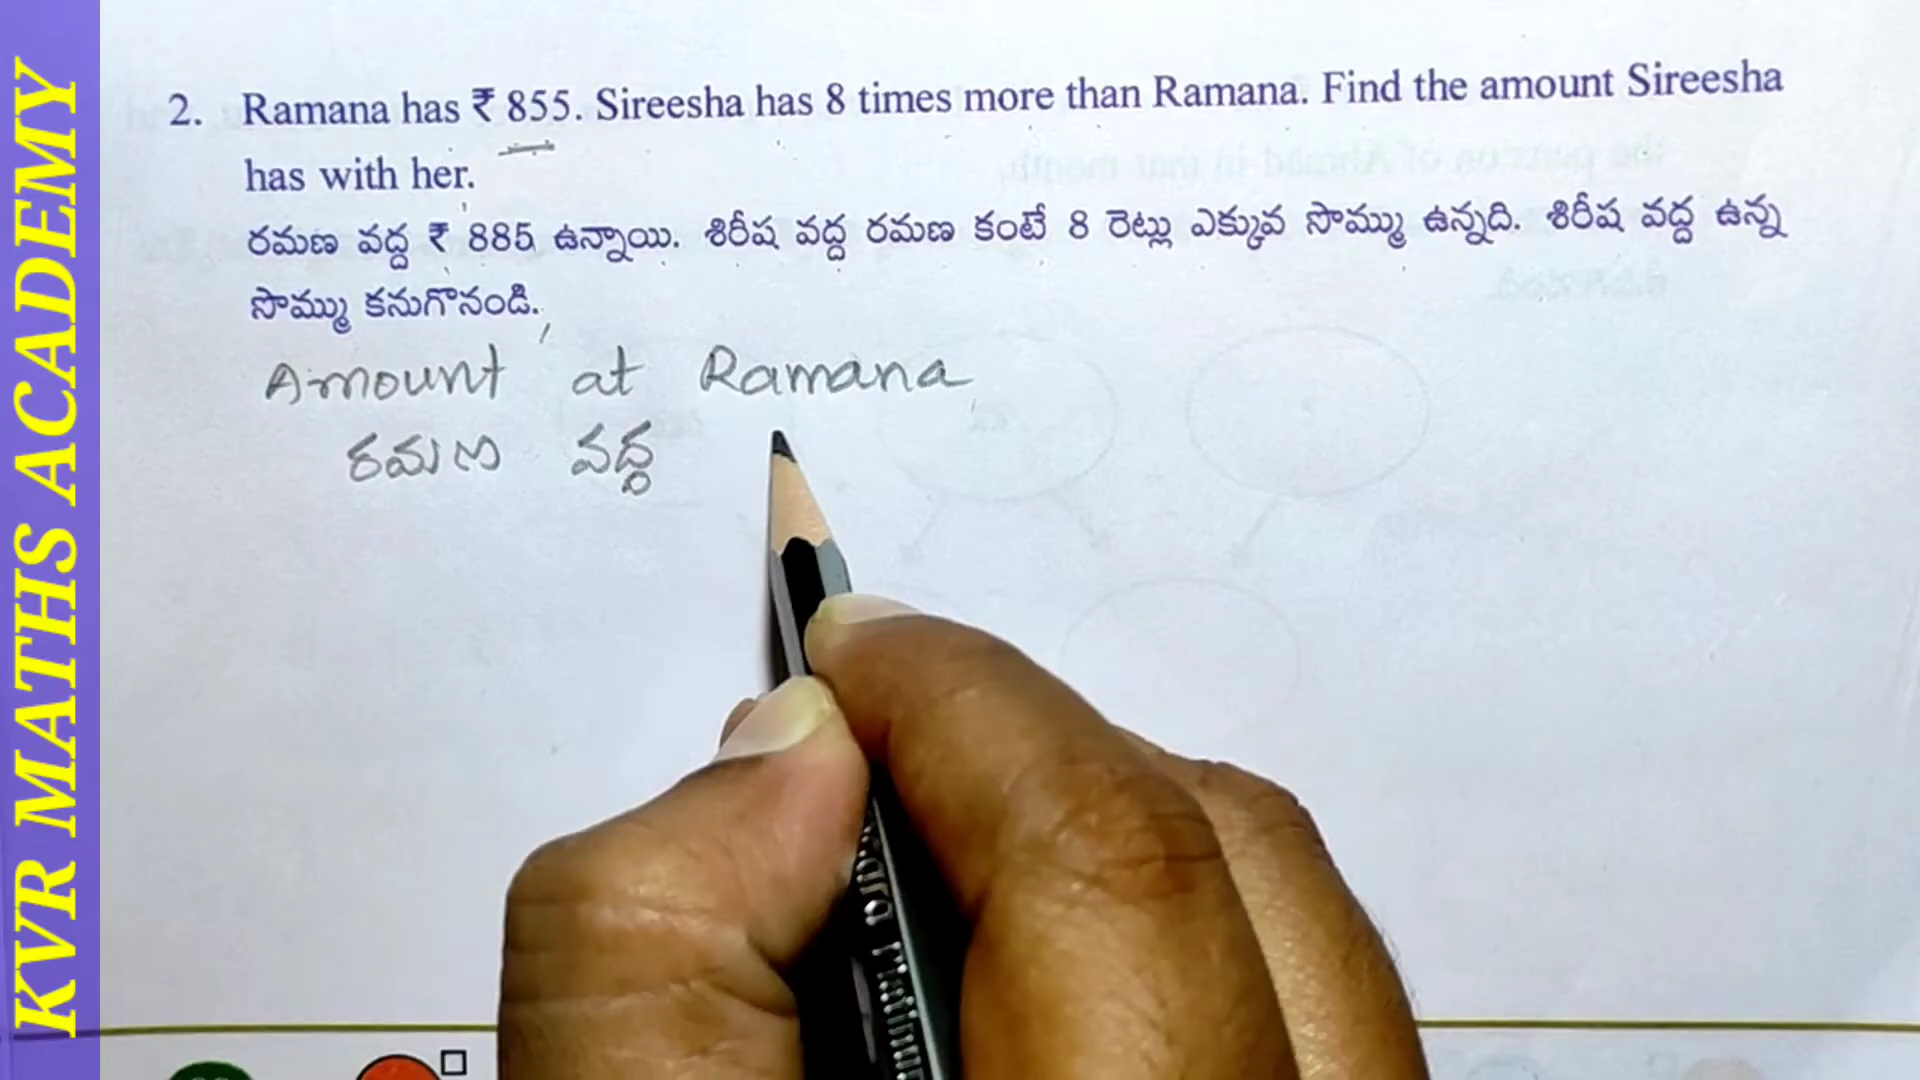 KVR MATHS ACADEMY
2. Ramana has ₹ 855. Sireesha has 8 times more than Ramana. Find the amount Sireesha
has with her.
రమణ వద్ద ₹ 885 ఉన్నాయి. శిరీష వద్ద రమణ కంటే 8 రెట్లు ఎక్కువ సొమ్ము ఉన్నది. శిరీష వద్ద ఉన్న
సొమ్ము కనుగొనండి.
Amount at Ramana
రమణ వద్ద